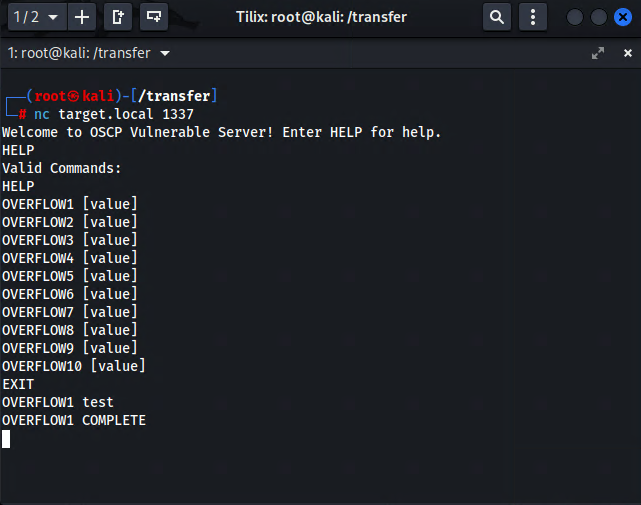 1 / 2
Tilix: root@kali: /transfer
1: root@kali: /transfer
┌──(root㉿kali)-[/transfer]
└─# nc target.local 1337
Welcome to OSCP Vulnerable Server! Enter HELP for help.
HELP
Valid Commands:
HELP
OVERFLOW1 [value]
OVERFLOW2 [value]
OVERFLOW3 [value]
OVERFLOW4 [value]
OVERFLOW5 [value]
OVERFLOW6 [value]
OVERFLOW7 [value]
OVERFLOW8 [value]
OVERFLOW9 [value]
OVERFLOW10 [value]
EXIT
OVERFLOW1 test
OVERFLOW1 COMPLETE